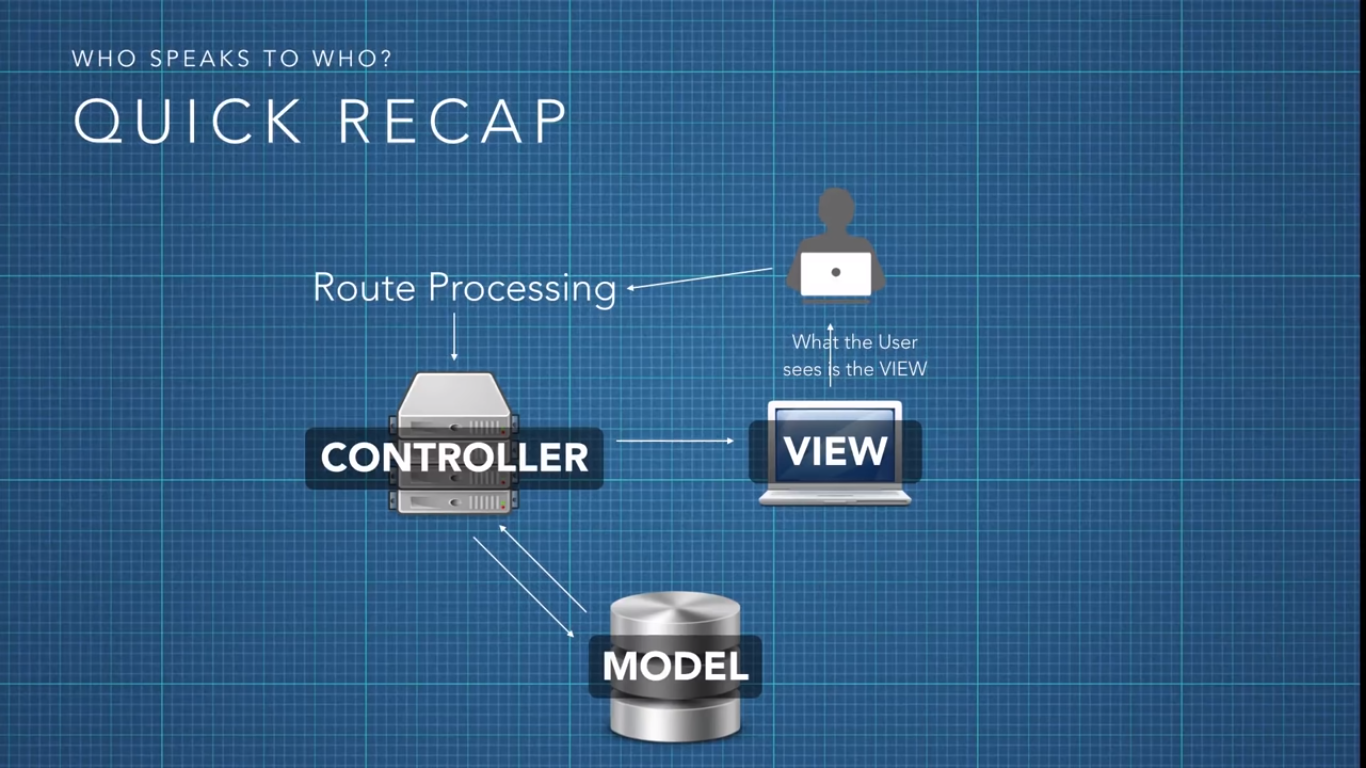 WHO SPEAKS TO WHO?
QUICK RECAP
Route Processing
What the User
sees is the VIEW
CONTROLLER
VIEW
MODEL